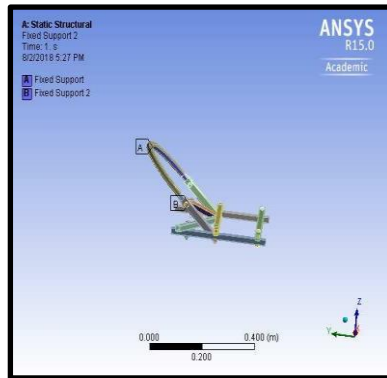 A: Static Structural
Fixed Support 2
Time: 1. s
8/2/2018 5:27 PM
A Fixed Support
B Fixed Support 2
ANSYS
R15.0
Academic
A
B
0.000 0.400 (m)
0.200
Z
Y
X